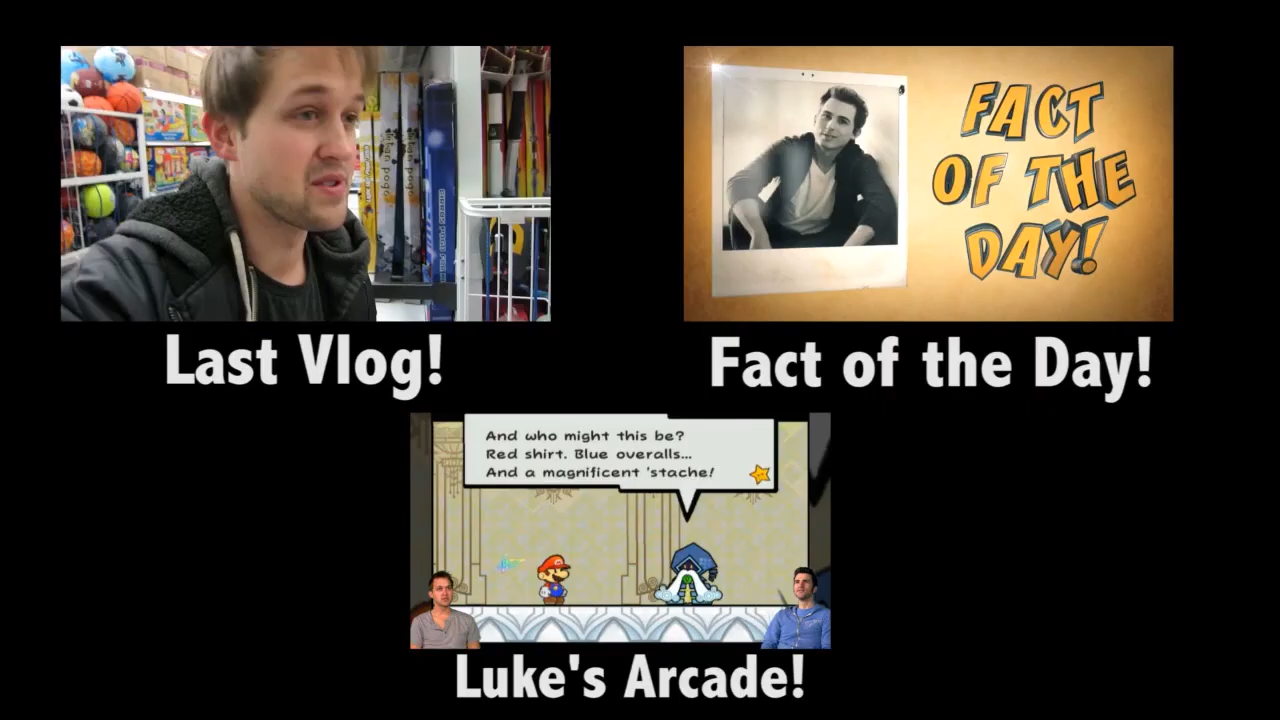 FACT
OF THE
DAY!
Last Vlog!
Fact of the Day!
And who might this be?
Red shirt. Blue overalls...
And a magnificent 'stache!
Luke's Arcade!